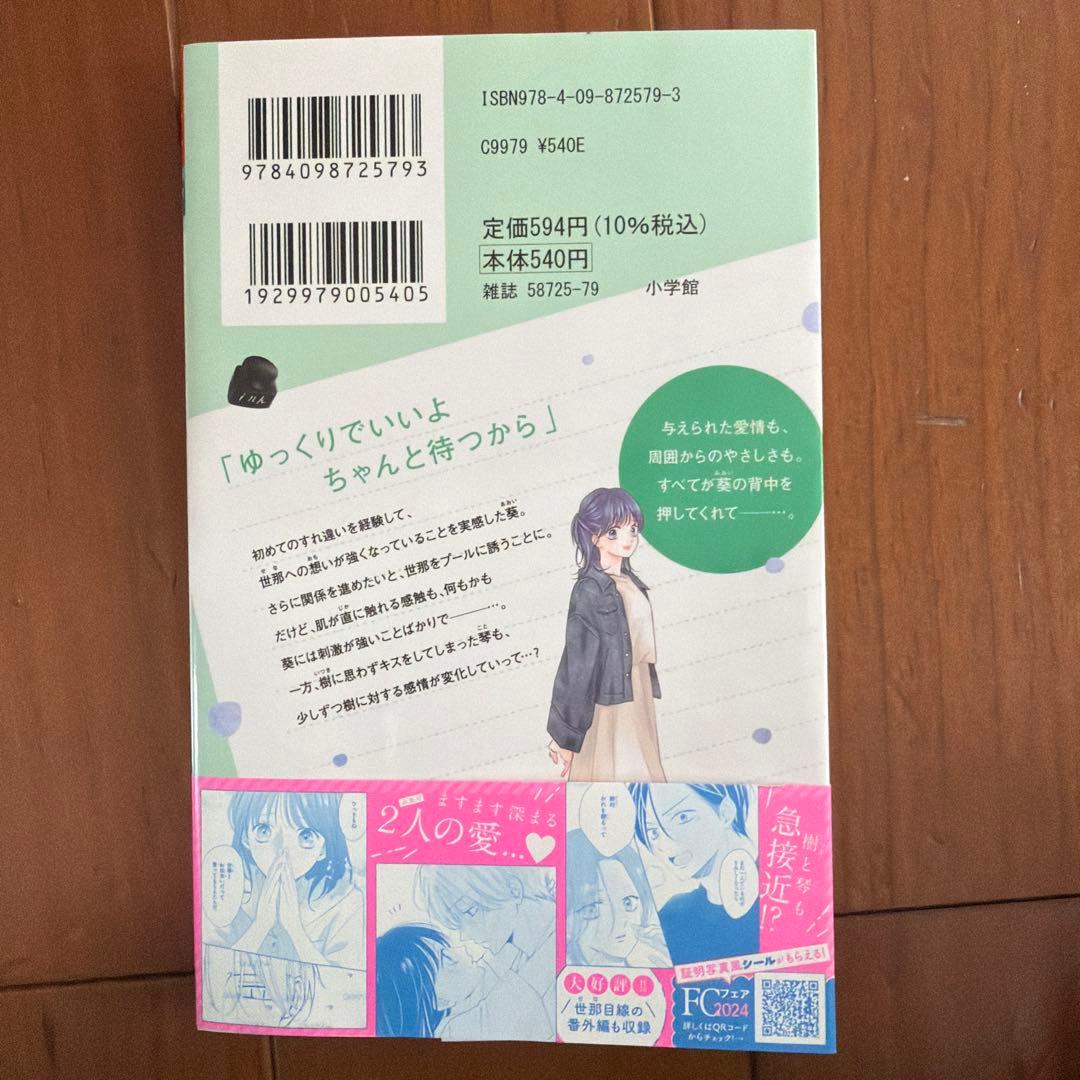 9784098725793
ISBN978-4-09-872579-3
C9979 ¥540E
1929979005405
定価594円(10%税込)
本体540円
雑誌 58725-79 小学館
「ゆっくりでいいよ
ちゃんと待つから」
初めてのすれ違いを経験して、
世那への想いが強くなっていることを実感した葵。
さらに関係を進めたいと、世那をプールに誘うことに。
だけど、肌が直に触れる感触も、何もかも
葵には刺激が強いことばかりで———…。
一方、樹に思わずキスをしてしまった琴も、
少しずつ樹に対する感情が変化していって…?
与えられた愛情も、
周囲からのやさしさも。
すべてが葵の背中を
押してくれて———…。
ますます深まる
2人の愛…♥
樹と琴も
急接近!?
大好評!!
世那目線の
番外編も収録
証明写真風シールがもらえる!
FCフェア
2024
詳しくはQRコード
からチェック!→